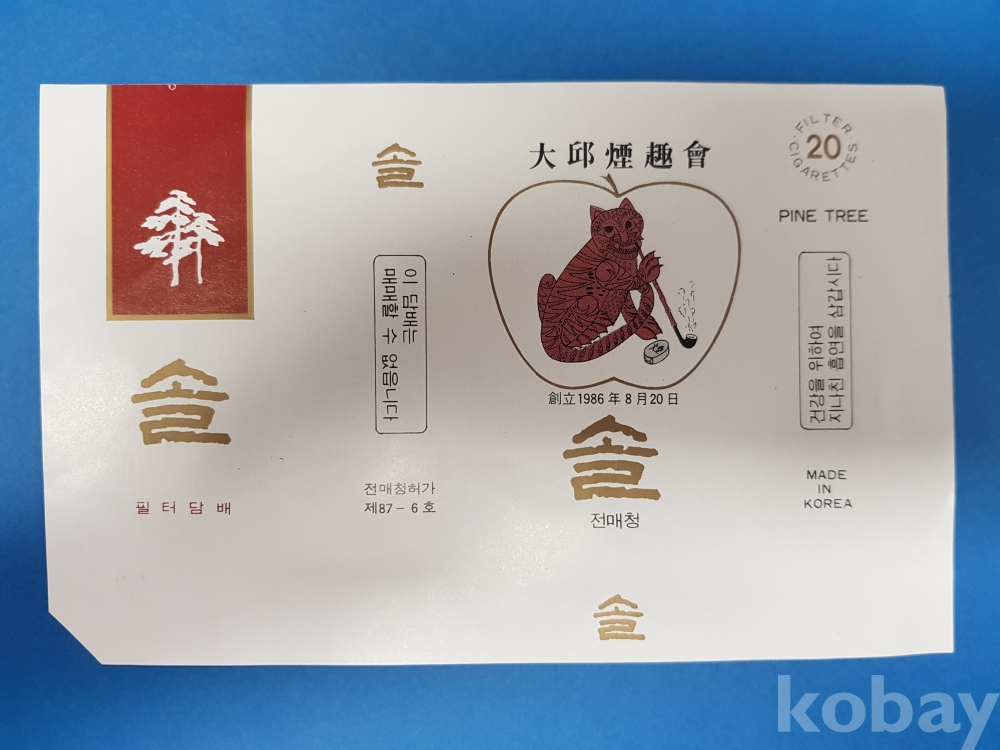 솔
필터담배
솔
이 담배는
매매할 수 없읍니다
전매청허가
제87-6호
大邱煙趣會
創立1986年8月20日
솔
전매청
솔
FILTER CIGARETTES
20
PINE TREE
건강을 위하여
지나친 흡연을 삼갑시다
MADE
IN
KOREA
kobay